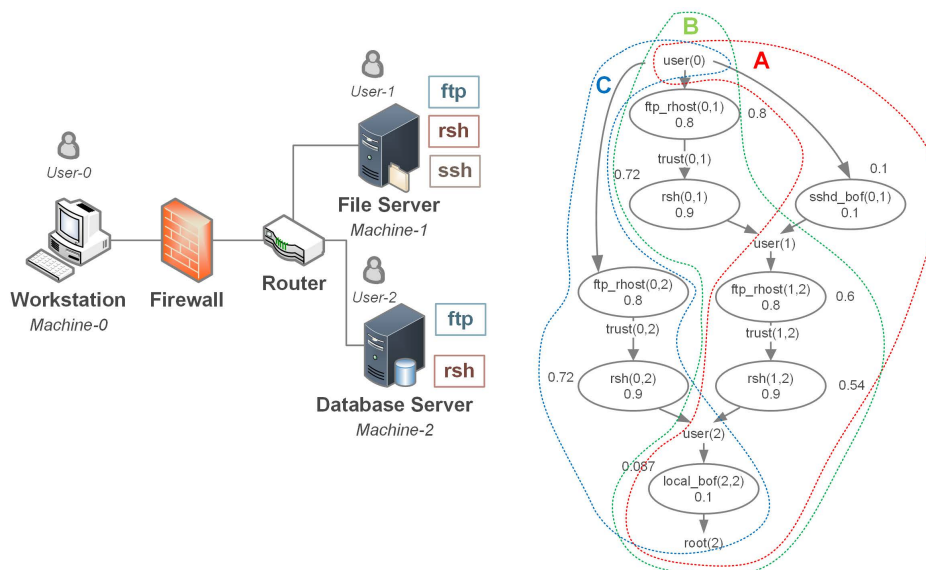 User-0
Workstation
Machine-0
Firewall
Router
User-1
ftp
rsh
ssh
File Server
Machine-1
User-2
ftp
rsh
Database Server
Machine-2
B
A
C
user(0)
ftp_rhost(0,1)
0.8
0.8
trust(0,1)
0.72
rsh(0,1)
0.9
0.1
sshd_bof(0,1)
0.1
user(1)
ftp_rhost(0,2)
0.8
ftp_rhost(1,2)
0.8
0.6
trust(0,2)
trust(1,2)
0.72
rsh(0,2)
0.9
rsh(1,2)
0.9
0.54
user(2)
0.087
local_bof(2,2)
0.1
root(2)